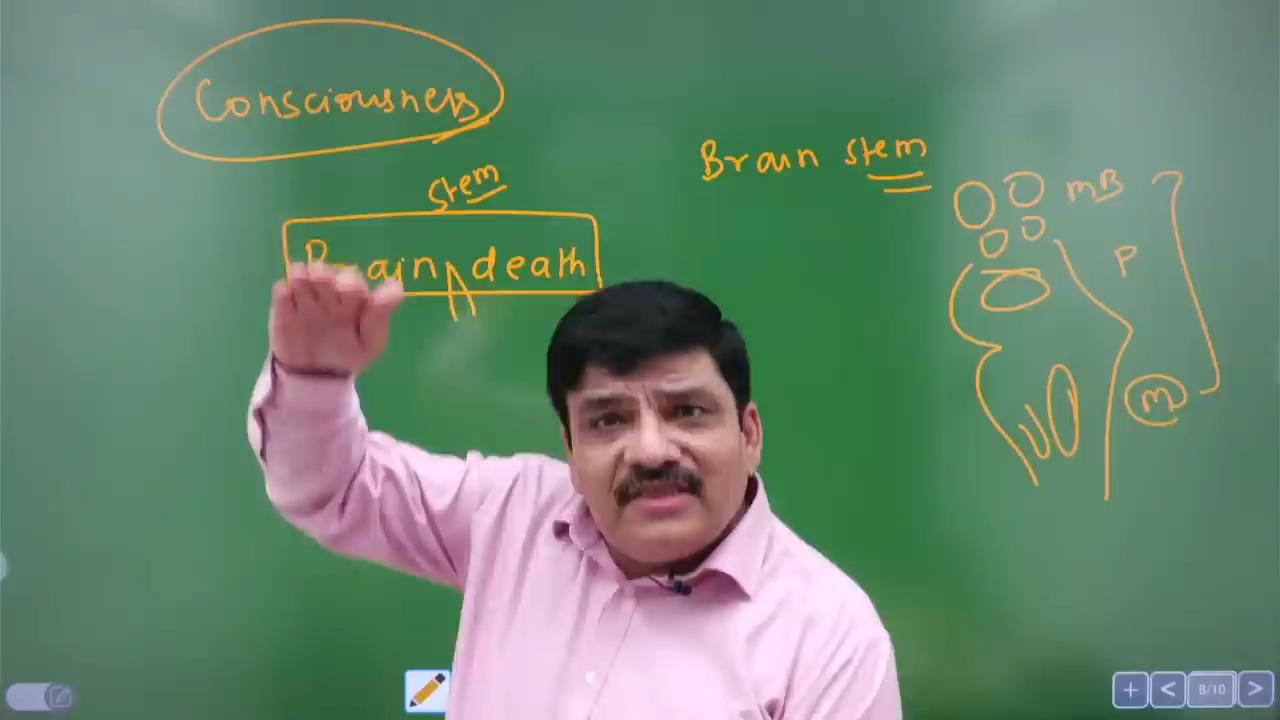 Consciousness
Brain stem
stem
Brain death
mB
P
m
8/10